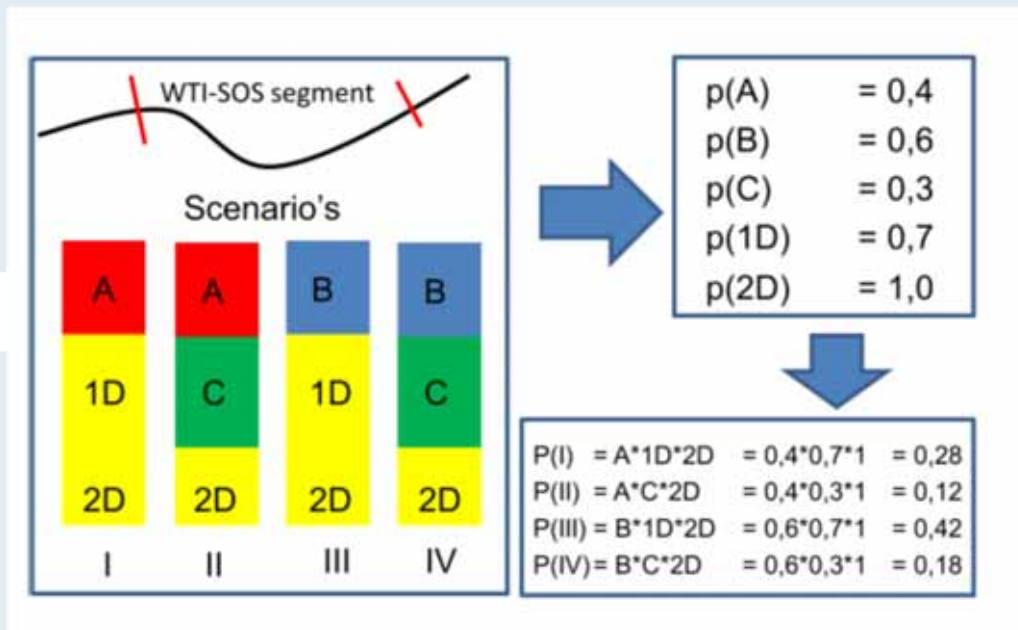 WTI-SOS segment
Scenario's
A A B B
1D C 1D C
2D 2D 2D 2D
I II III IV
p(A) = 0,4
p(B) = 0,6
p(C) = 0,3
p(1D) = 0,7
p(2D) = 1,0
P(I) = A*1D*2D = 0,4*0,7*1 = 0,28
P(II) = A*C*2D = 0,4*0,3*1 = 0,12
P(III) = B*1D*2D = 0,6*0,7*1 = 0,42
P(IV) = B*C*2D = 0,6*0,3*1 = 0,18